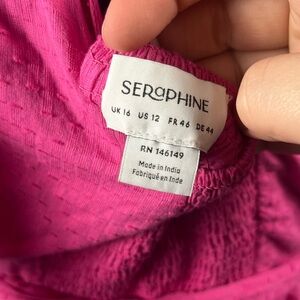 SERaPHINE
UK 16 US 12 FR 46 DE 44
RN 146149
Made in India
Fabriqué en Inde